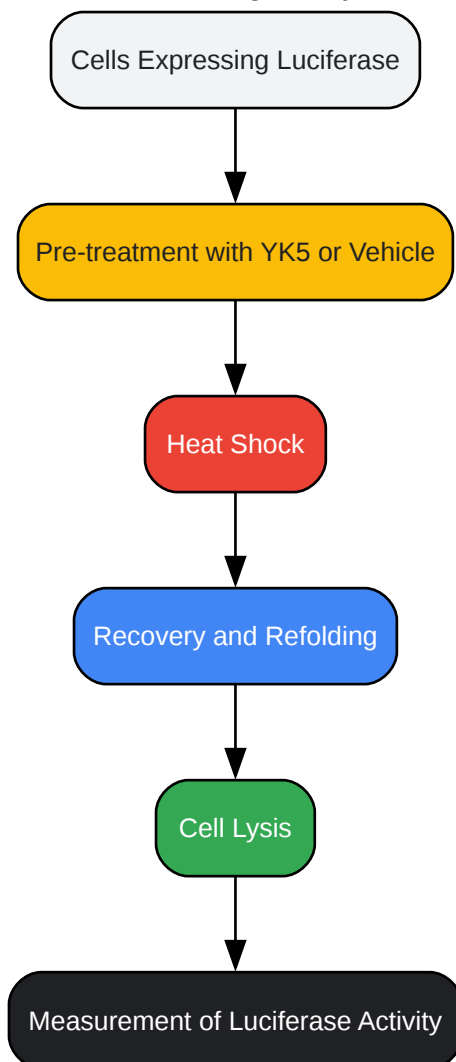 Cells Expressing Luciferase
Pre-treatment with YK5 or Vehicle
Heat Shock
Recovery and Refolding
Cell Lysis
Measurement of Luciferase Activity